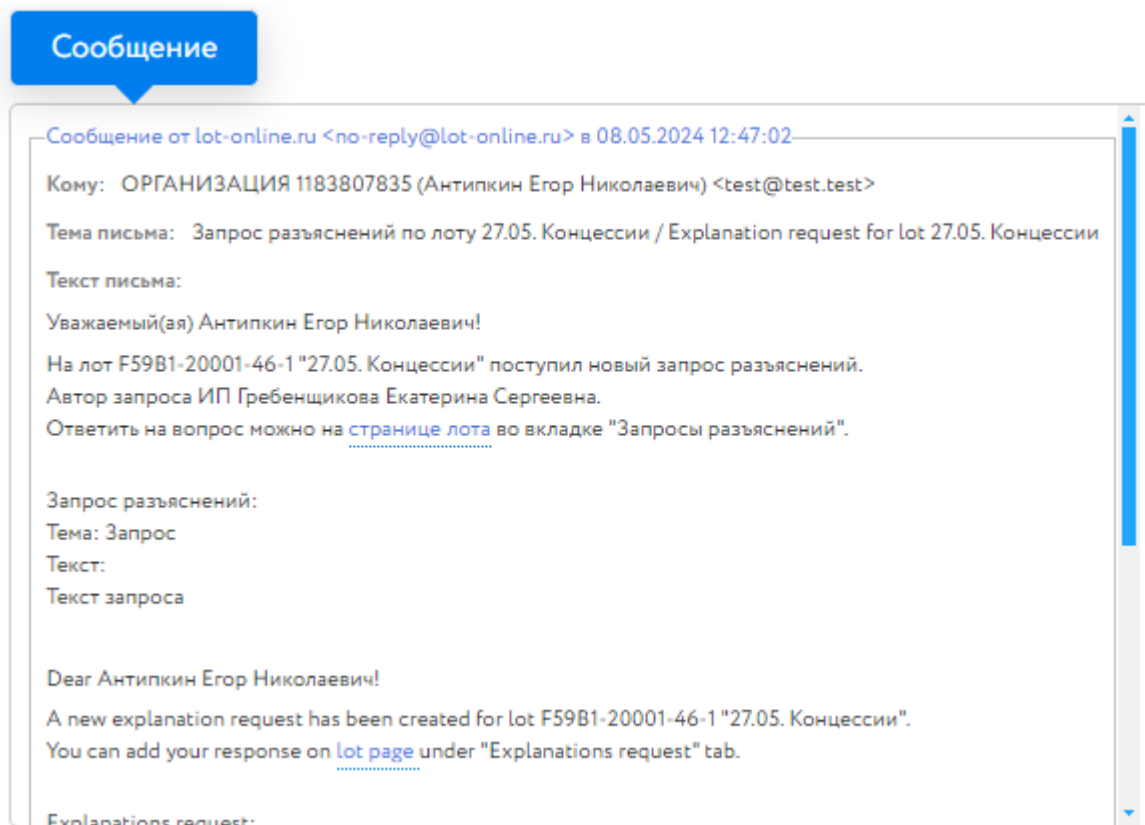 Сообщение
Сообщение от lot-online.ru <no-reply@lot-online.ru> в 08.05.2024 12:47:02
Кому: ОРГАНИЗАЦИЯ 1183807835 (Антипкин Егор Николаевич) <test@test.test>
Тема письма: Запрос разъяснений по лоту 27.05. Концессии / Explanation request for lot 27.05. Концессии
Текст письма:
Уважаемый(ая) Антипкин Егор Николаевич!
На лот F59B1-20001-46-1 "27.05. Концессии" поступил новый запрос разъяснений.
Автор запроса ИП Гребенщикова Екатерина Сергеевна.
Ответить на вопрос можно на странице лота во вкладке "Запросы разъяснений".
Запрос разъяснений:
Тема: Запрос
Текст:
Текст запроса
Dear Антипкин Егор Николаевич!
A new explanation request has been created for lot F59B1-20001-46-1 "27.05. Концессии".
You can add your response on lot page under "Explanations request" tab.
Explanations request: